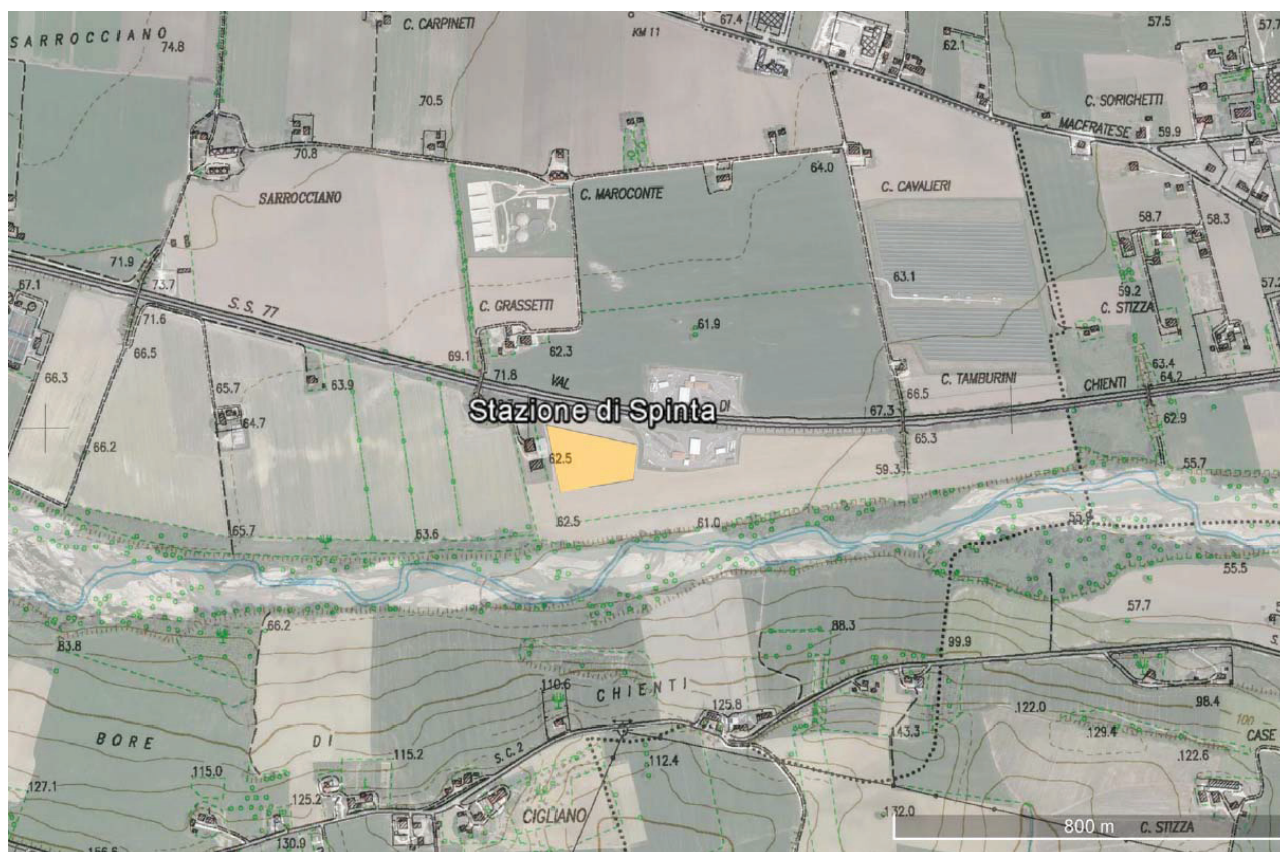 C. CARPINETI
67.4
57.5
57.7
SARROCCIANO
74.8
KM 11
62.1
C. SORIGHETTI
70.5
MACERATESE
59.9
70.8
64.0
C. CAVALIERI
SARROCCIANO
C. MAROCONTE
58.7
58.3
71.9
67.1
73.7
63.1
59.2
57.2
S.S. 77
C. GRASSETTI
61.9
C. STIZZA
71.6
66.5
69.1
62.3
63.4
66.3
65.7
63.9
71.8
VAL
66.5
C. TAMBURINI
CHIENTI
64.2
Stazione di Spinta
DI
67.3
64.7
62.9
66.2
62.5
65.3
59.3
55.7
65.7
63.6
62.5
61.0
55.9
55.5
66.2
57.7
83.8
88.3
99.9
110.6
CHIENTI
125.8
122.0
98.4
BORE
DI
115.2
S.C. 2
143.3
129.4
100
CASE
115.0
112.4
122.6
127.1
125.2
CIGLIANO
132.0
130.9
800 m
C. STIZZA